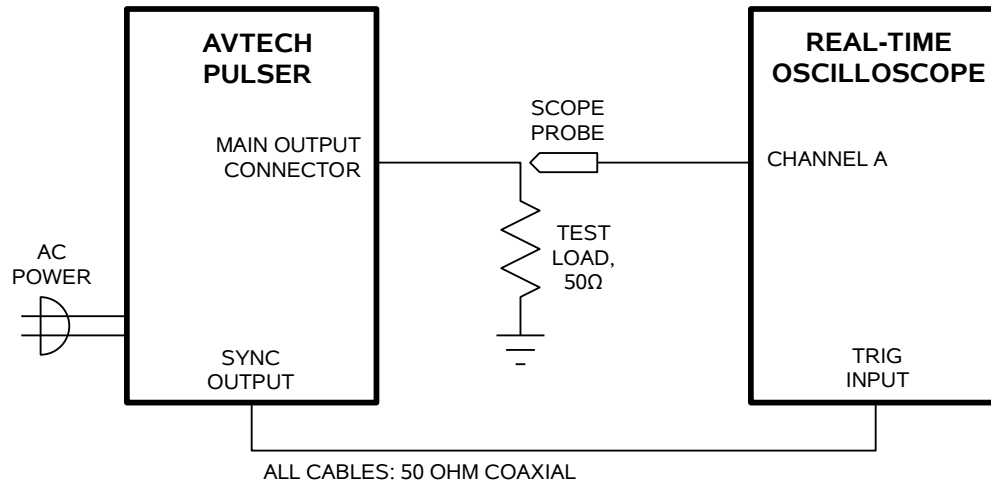 AVTECH
PULSER
REAL-TIME
OSCILLOSCOPE
SCOPE
PROBE
MAIN OUTPUT
CONNECTOR
CHANNEL A
TEST
LOAD,
50Ω
AC
POWER
SYNC
OUTPUT
TRIG
INPUT
ALL CABLES: 50 OHM COAXIAL